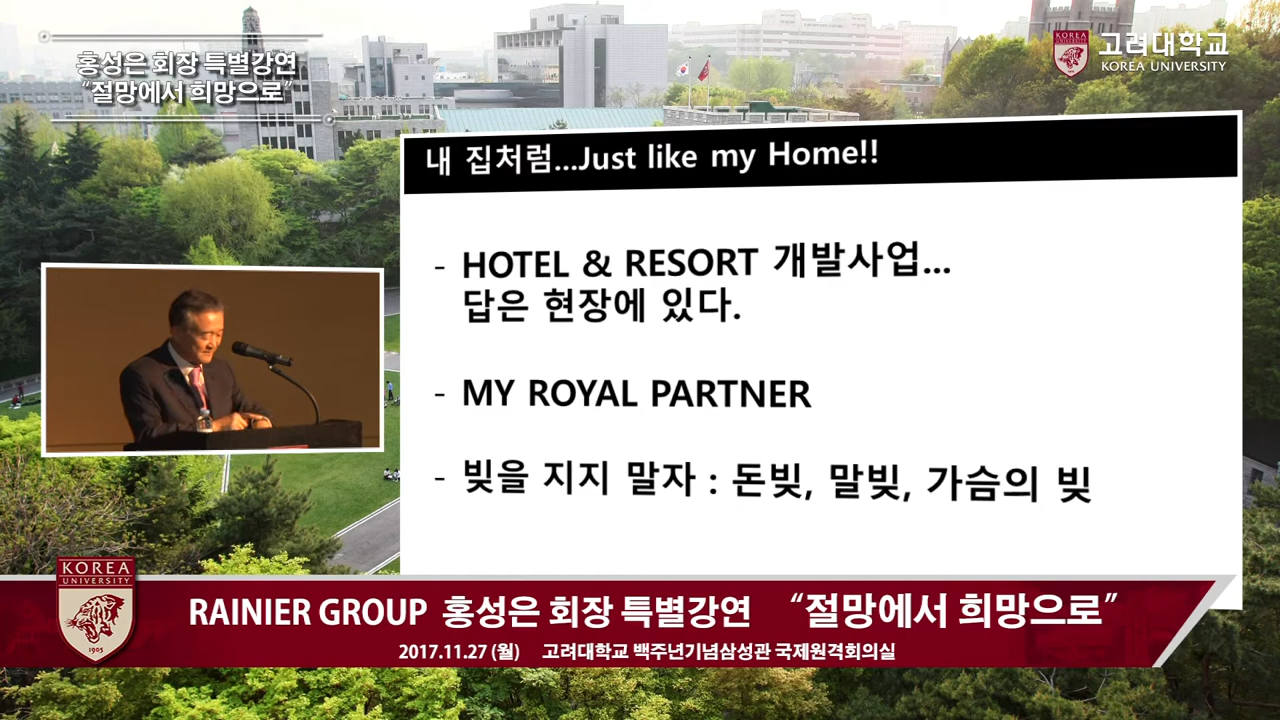 홍성은 회장 특별강연
“절망에서 희망으로”
고려대학교
KOREA UNIVERSITY
내 집처럼...Just like my Home!!
- HOTEL & RESORT 개발사업...
답은 현장에 있다.
- MY ROYAL PARTNER
- 빚을 지지 말자 : 돈빚, 말빚, 가슴의 빚
KOREA
UNIVERSITY
1905
RAINIER GROUP 홍성은 회장 특별강연 “절망에서 희망으로”
2017.11.27 (월) 고려대학교 백주년기념삼성관 국제원격회의실